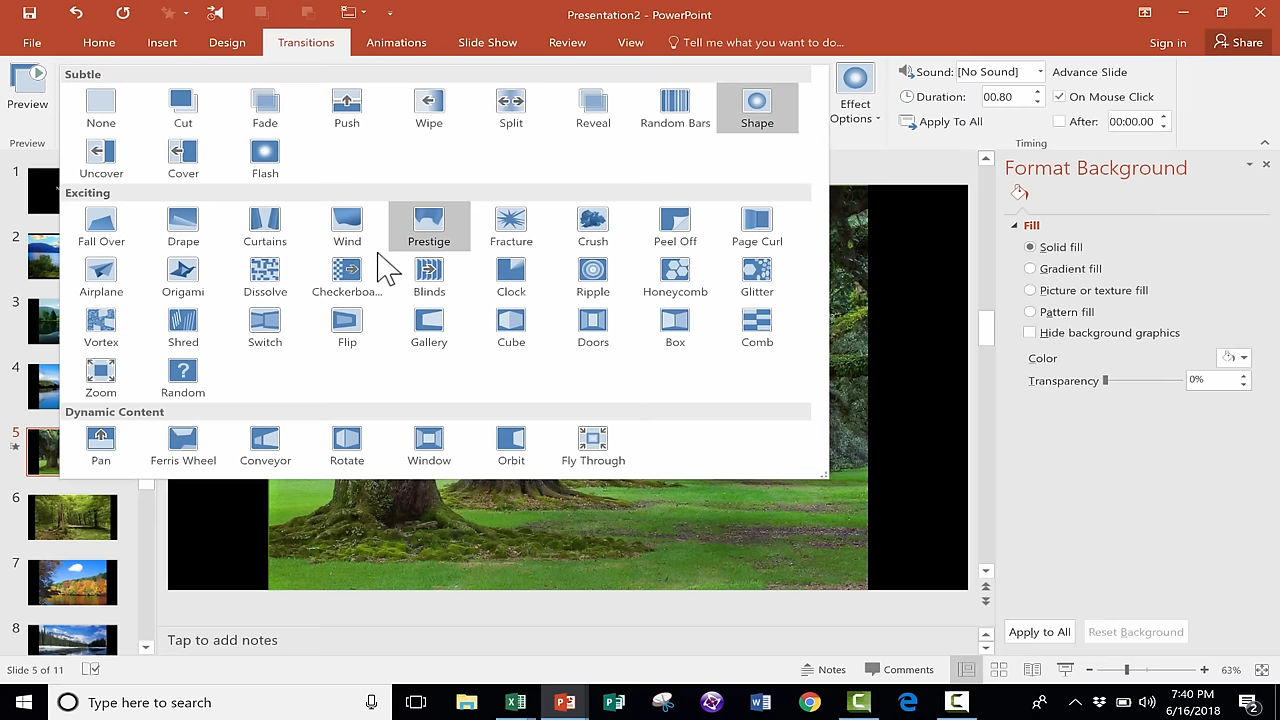 Presentation2 - PowerPoint
File Home Insert Design Transitions Animations Slide Show Review View Tell me what you want to do... Sign in Share
Preview
Preview
Subtle
None Cut Fade Push Wipe Split Reveal Random Bars Shape
Uncover Cover Flash
Exciting
Fall Over Drape Curtains Wind Prestige Fracture Crush Peel Off Page Curl
Airplane Origami Dissolve Checkerboa... Blinds Clock Ripple Honeycomb Glitter
Vortex Shred Switch Flip Gallery Cube Doors Box Comb
Zoom Random
Dynamic Content
Pan Ferris Wheel Conveyor Rotate Window Orbit Fly Through
Effect
Options
Sound: [No Sound] Advance Slide
Duration: 00.80 On Mouse Click
Apply To All After: 00:00.00
Timing
1
2
3
4
5
6
7
8
Format Background
Fill
Solid fill
Gradient fill
Picture or texture fill
Pattern fill
Hide background graphics
Color
Transparency 0%
Apply to All Reset Background
Tap to add notes
Slide 5 of 11 Notes Comments 63%
Type here to search
7:40 PM
6/16/2018
2